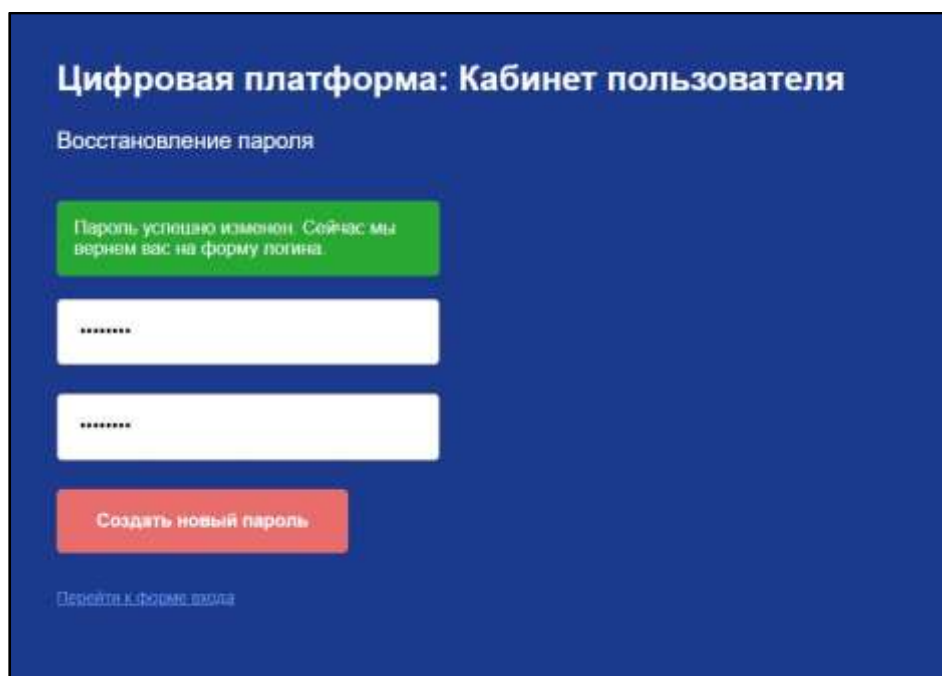 Цифровая платформа: Кабинет пользователя
Восстановление пароля
Пароль успешно изменен. Сейчас мы
вернем вас на форму логина.
••••••••
••••••••
Создать новый пароль
Перейти к форме входа